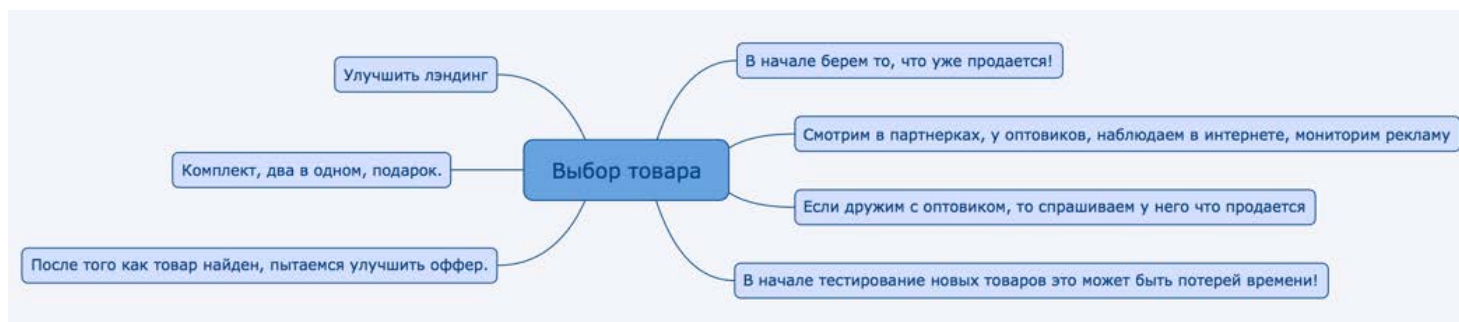 Выбор товара
В начале берем то, что уже продается!
Смотрим в партнерках, у оптовиков, наблюдаем в интернете, мониторим рекламу
Если дружим с оптовиком, то спрашиваем у него что продается
В начале тестирование новых товаров это может быть потерей времени!
После того как товар найден, пытаемся улучшить оффер.
Комплект, два в одном, подарок.
Улучшить лэндинг